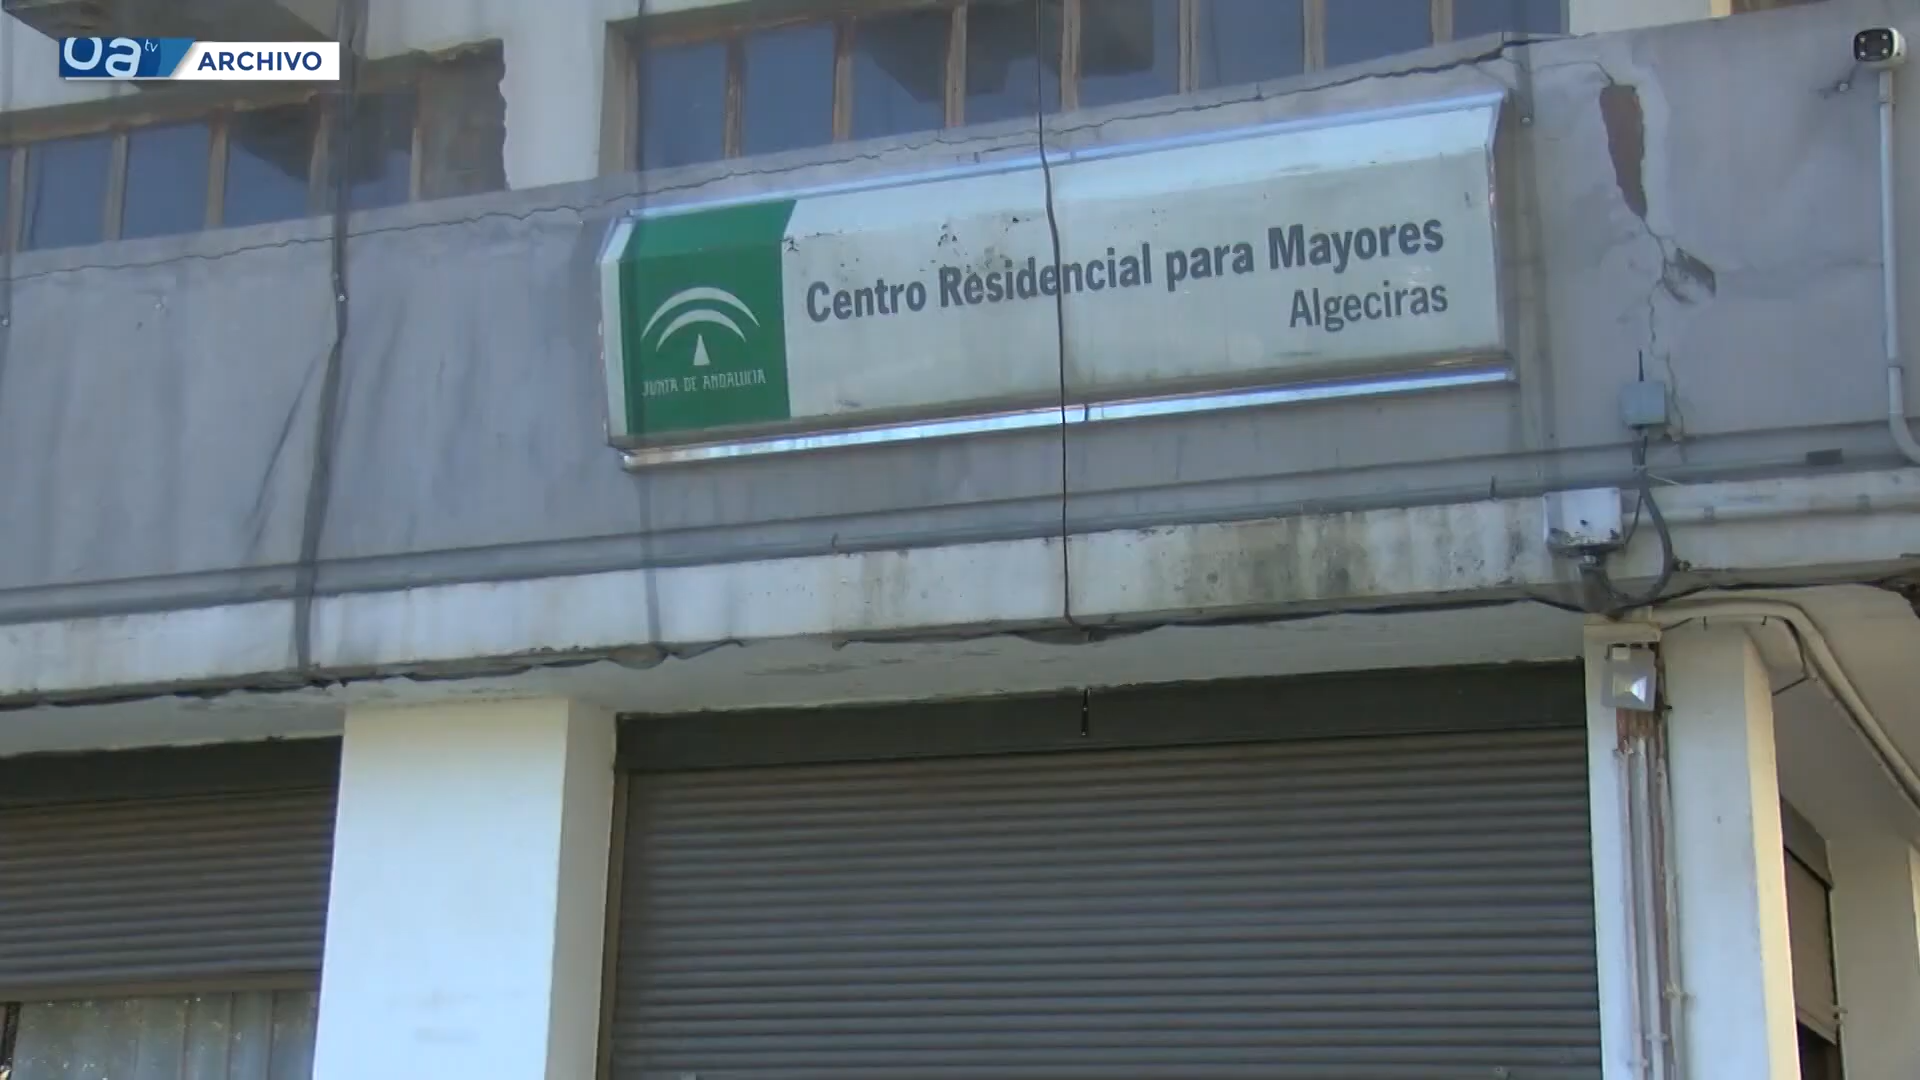 oa tv
ARCHIVO
Centro Residencial para Mayores
Algeciras
JUNTA DE ANDALUCIA